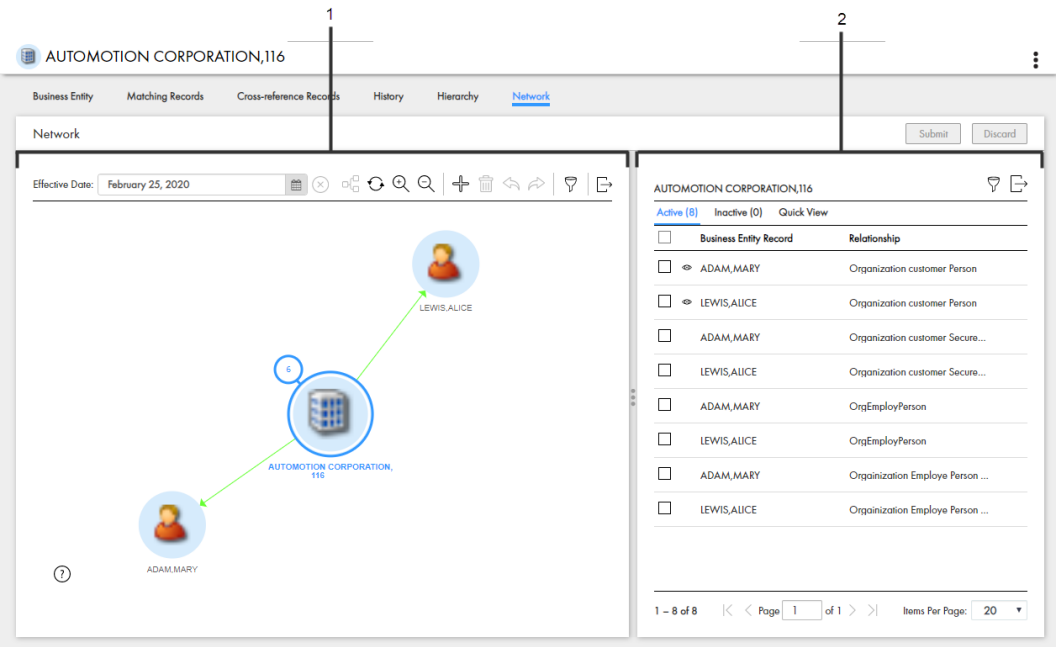 1
2
AUTOMOTION CORPORATION,116
Business Entity Matching Records Cross-reference Records History Hierarchy Network
Network Submit Discard
Effective Date: February 25, 2020
LEWIS,ALICE
6
AUTOMOTION CORPORATION,
116
ADAM,MARY
?
AUTOMOTION CORPORATION,116
Active (8) Inactive (0) Quick View
Business Entity Record Relationship
ADAM,MARY Organization customer Person
LEWIS,ALICE Organization customer Person
ADAM,MARY Organization customer Secure...
LEWIS,ALICE Organization customer Secure...
ADAM,MARY OrgEmployPerson
LEWIS,ALICE OrgEmployPerson
ADAM,MARY Orgainization Employe Person ...
LEWIS,ALICE Orgainization Employe Person ...
1 – 8 of 8 Page 1 of 1 Items Per Page: 20